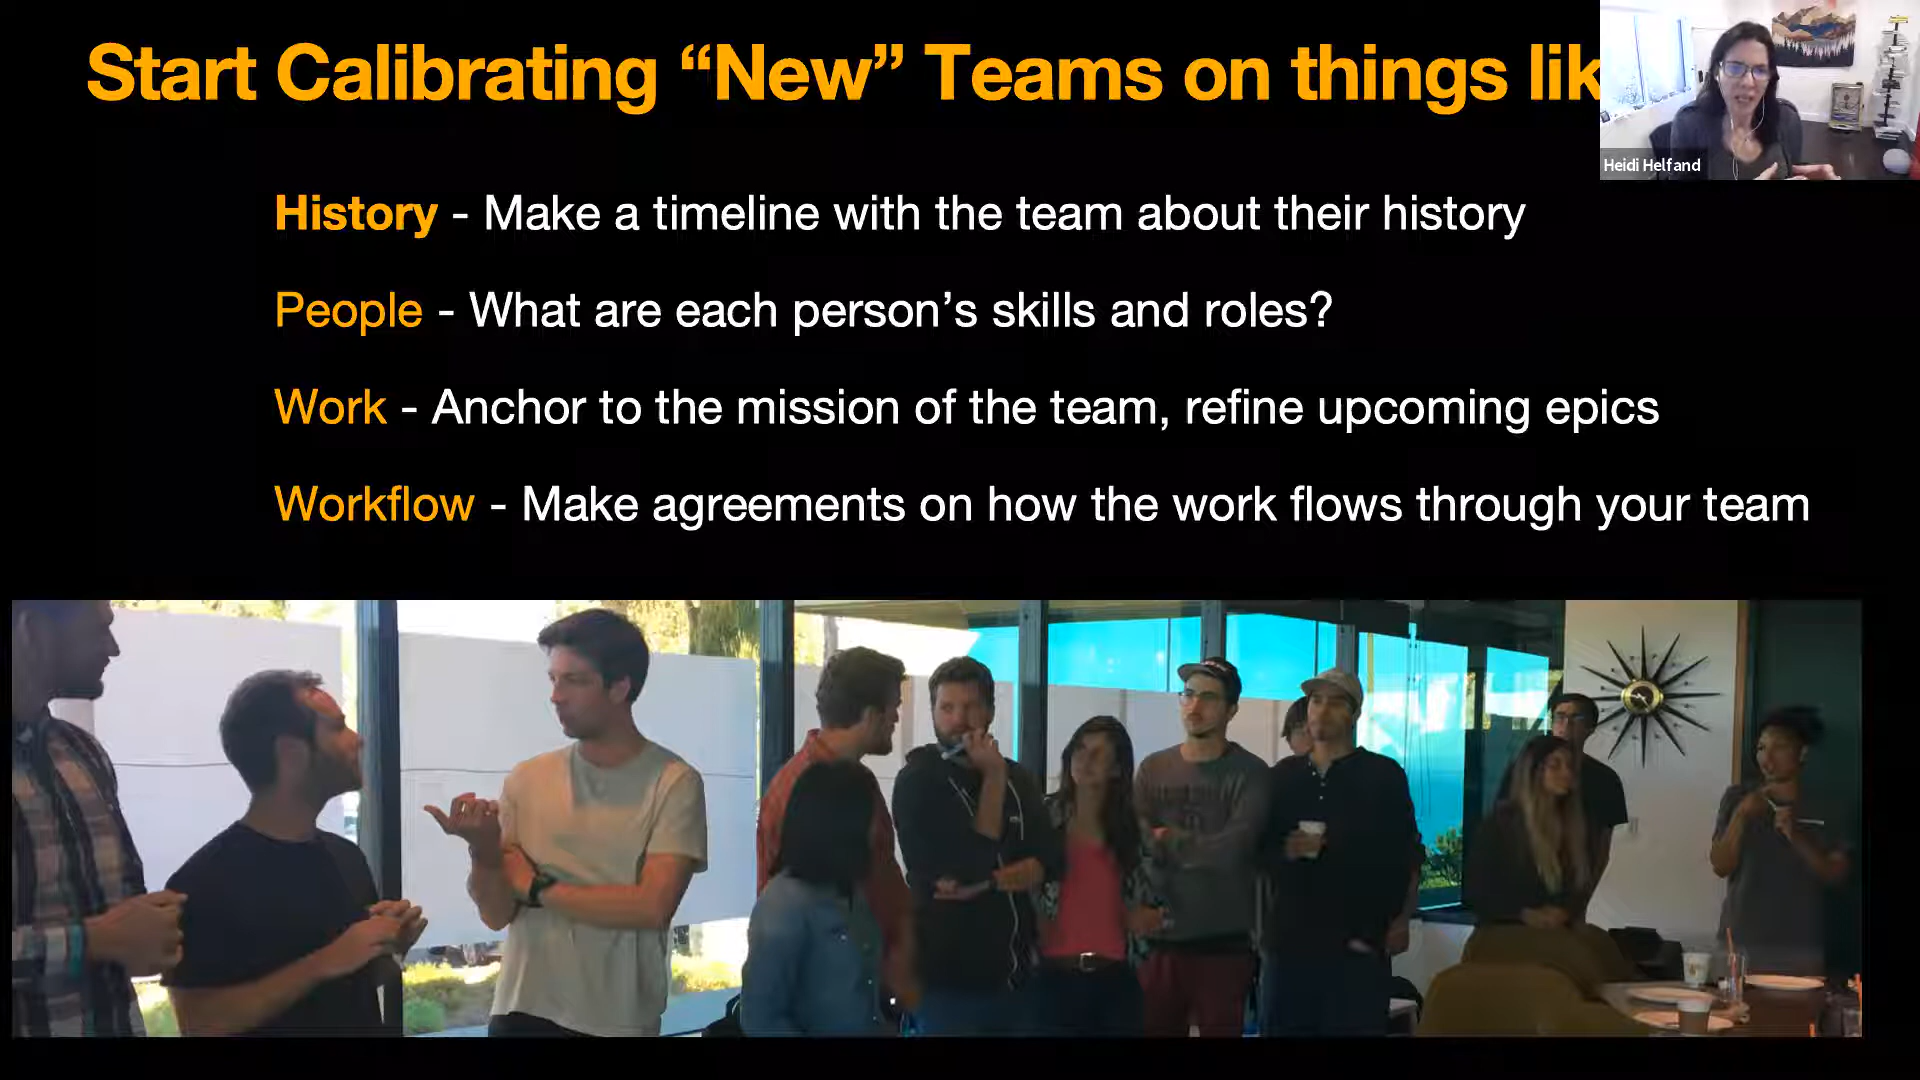 Start Calibrating “New” Teams on things lik
Heidi Helfand
History - Make a timeline with the team about their history
People - What are each person’s skills and roles?
Work - Anchor to the mission of the team, refine upcoming epics
Workflow - Make agreements on how the work flows through your team